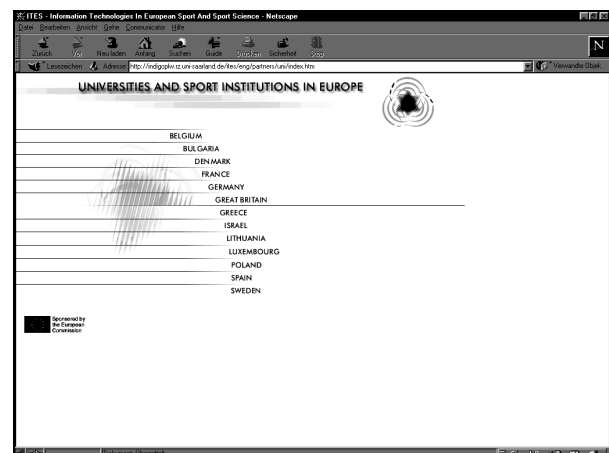 ITES - Information Technologies In European Sport And Sport Science - Netscape
Datei Bearbeiten Ansicht Gehe Communicator Hilfe
Zurück Vor Neu laden Anfang Suchen Guide Drucken Sicherheit Stop
N
Lesezeichen Adresse http://indigoplw.rz.uni-saarland.de/ites/eng/partners/uni/index.htm Verwandte Objek
UNIVERSITIES AND SPORT INSTITUTIONS IN EUROPE
BELGIUM
BULGARIA
DENMARK
FRANCE
GERMANY
GREAT BRITAIN
GREECE
ISRAEL
LITHUANIA
LUXEMBOURG
POLAND
SPAIN
SWEDEN
Sponsered by
the European
Commission